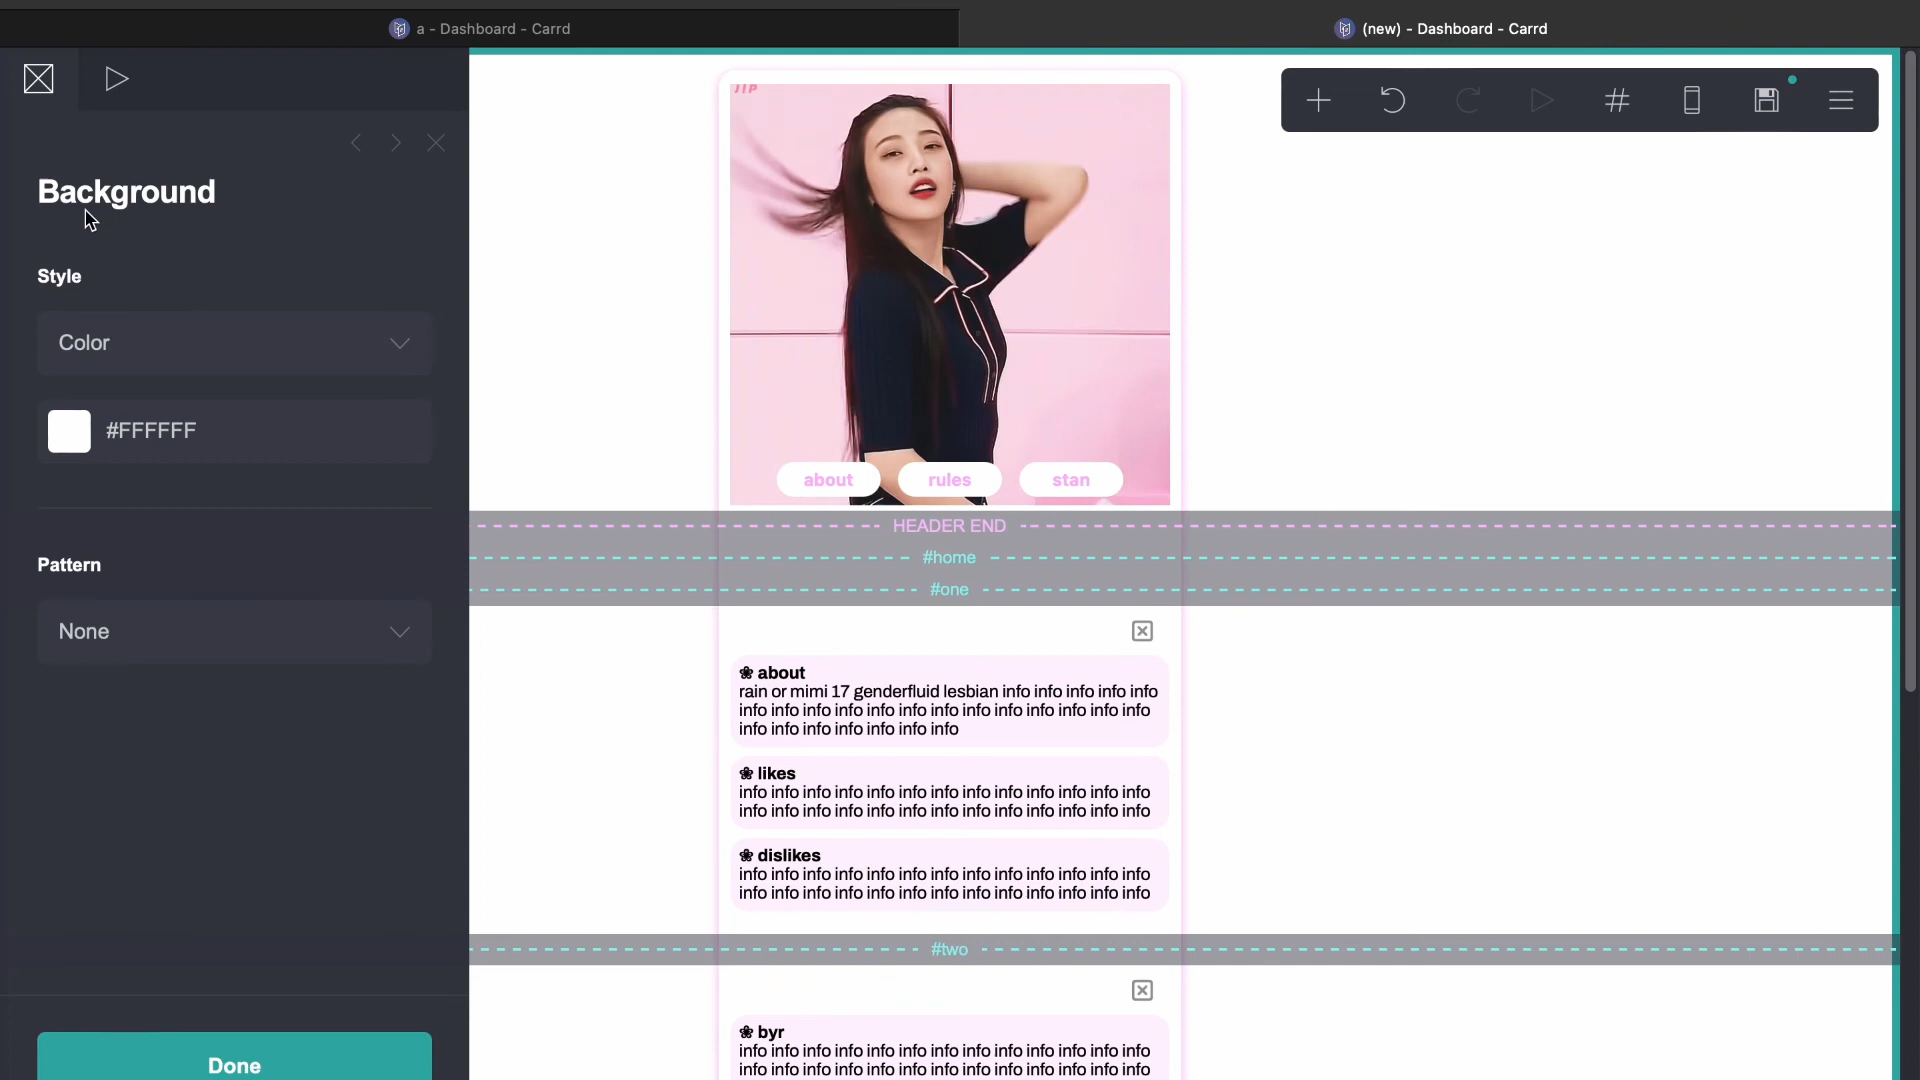 a - Dashboard - Carrd
(new) - Dashboard - Carrd
Background
Style
Color
#FFFFFF
Pattern
None
Done
about
rules
stan
HEADER END
#home
#one
❀ about
rain or mimi 17 genderfluid lesbian info info info info info
info info info info info info info info info info info info info
info info info info info info info
❀ likes
info info info info info info info info info info info info info
info info info info info info info info info info info info info
❀ dislikes
info info info info info info info info info info info info info
info info info info info info info info info info info info info
#two
❀ byr
info info info info info info info info info info info info info
info info info info info info info info info info info info info